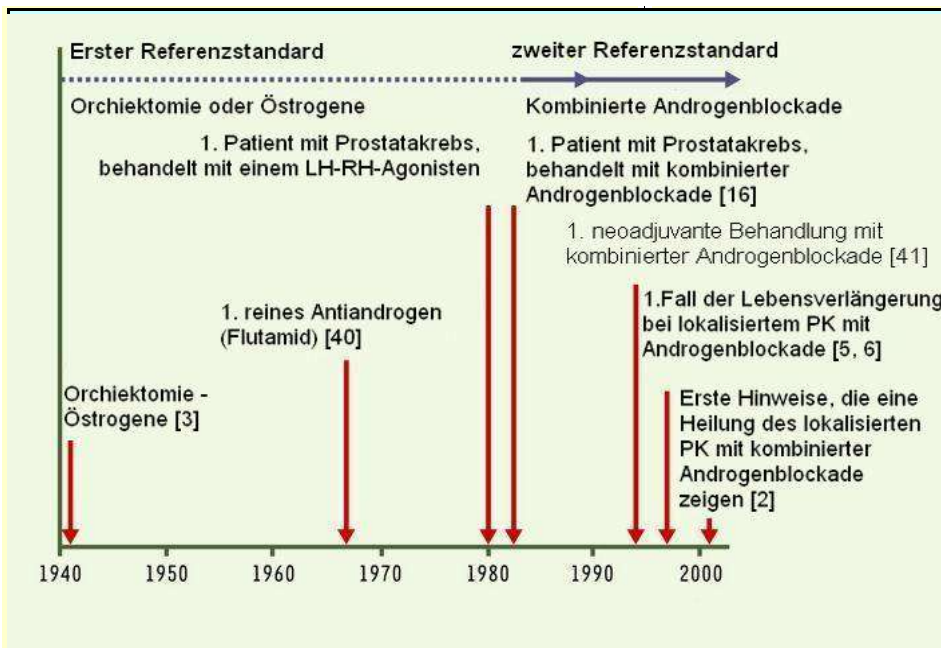 Erster Referenzstandard
zweiter Referenzstandard
Orchiektomie oder Östrogene
Kombinierte Androgenblockade
1. Patient mit Prostatakrebs,
behandelt mit einem LH-RH-Agonisten
1. Patient mit Prostatakrebs,
behandelt mit kombinierter
Androgenblockade [16]
1. neoadjuvante Behandlung mit
kombinierter Androgenblockade [41]
1. reines Antiandrogen
(Flutamid) [40]
1.Fall der Lebensverlängerung
bei lokalisiertem PK mit
Androgenblockade [5, 6]
Orchiektomie -
Östrogene [3]
Erste Hinweise, die eine
Heilung des lokalisierten
PK mit kombinierter
Androgenblockade
zeigen [2]
1940 1950 1960 1970 1980 1990 2000